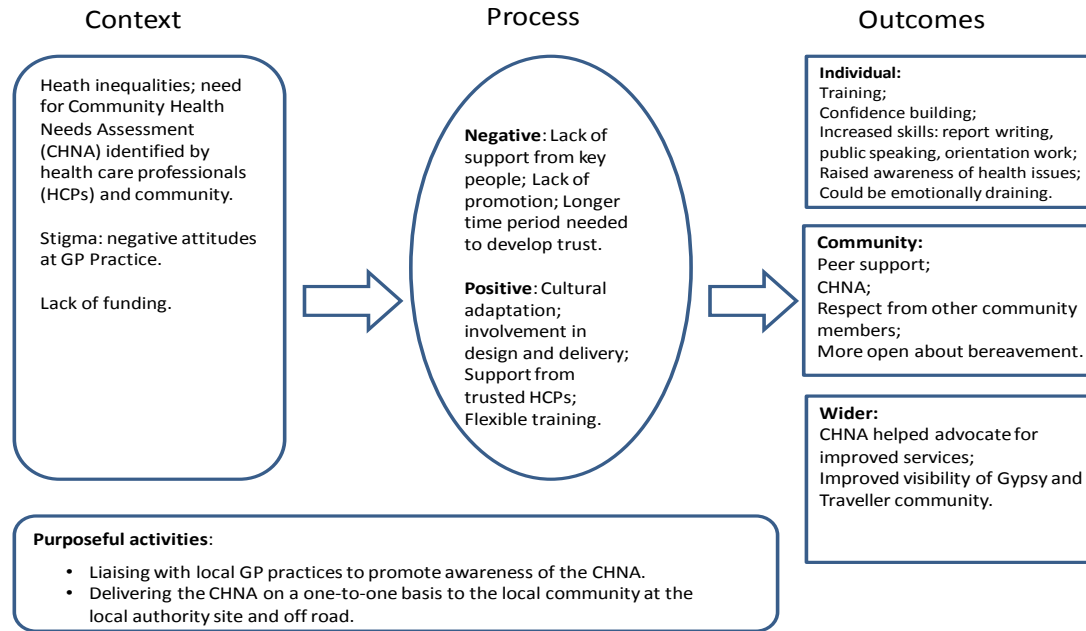 Context
Heath inequalities; need
for Community Health
Needs Assessment
(CHNA) identified by
health care professionals
(HCPs) and community.
Stigma: negative attitudes
at GP Practice.
Lack of funding.
Process
Negative: Lack of
support from key
people; Lack of
promotion; Longer
time period needed
to develop trust.
Positive: Cultural
adaptation;
involvement in
design and delivery;
Support from
trusted HCPs;
Flexible training.
Outcomes
Individual:
Training;
Confidence building;
Increased skills: report writing,
public speaking, orientation work;
Raised awareness of health issues;
Could be emotionally draining.
Community:
Peer support;
CHNA;
Respect from other community
members;
More open about bereavement.
Wider:
CHNA helped advocate for
improved services;
Improved visibility of Gypsy and
Traveller community.
Purposeful activities:
• Liaising with local GP practices to promote awareness of the CHNA.
• Delivering the CHNA on a one-to-one basis to the local community at the
local authority site and off road.